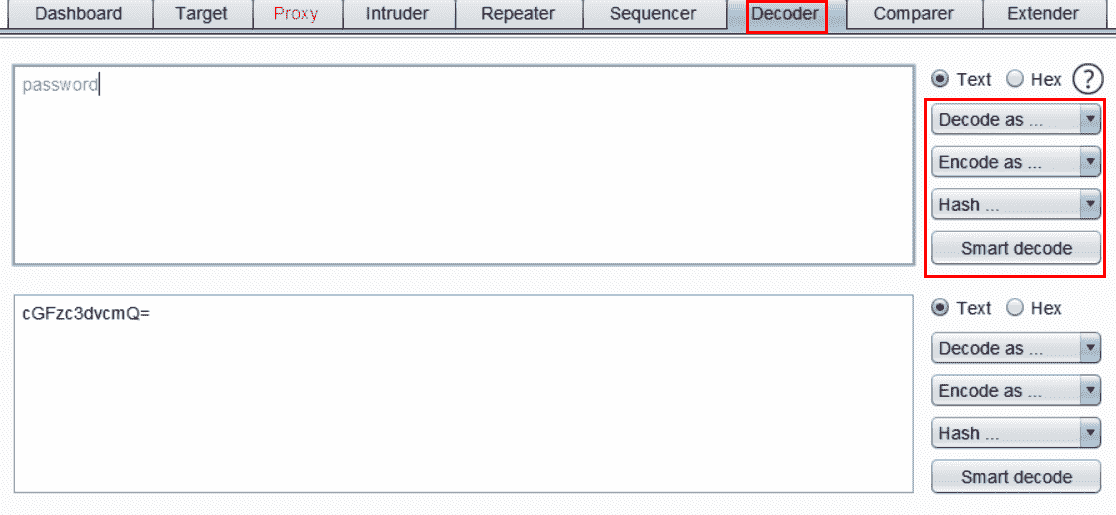 Dashboard Target Proxy Intruder Repeater Sequencer Decoder Comparer Extender
password
Text Hex ?
Decode as ...
Encode as ...
Hash ...
Smart decode
cGFzc3dvcmQ=
Text Hex
Decode as ...
Encode as ...
Hash ...
Smart decode